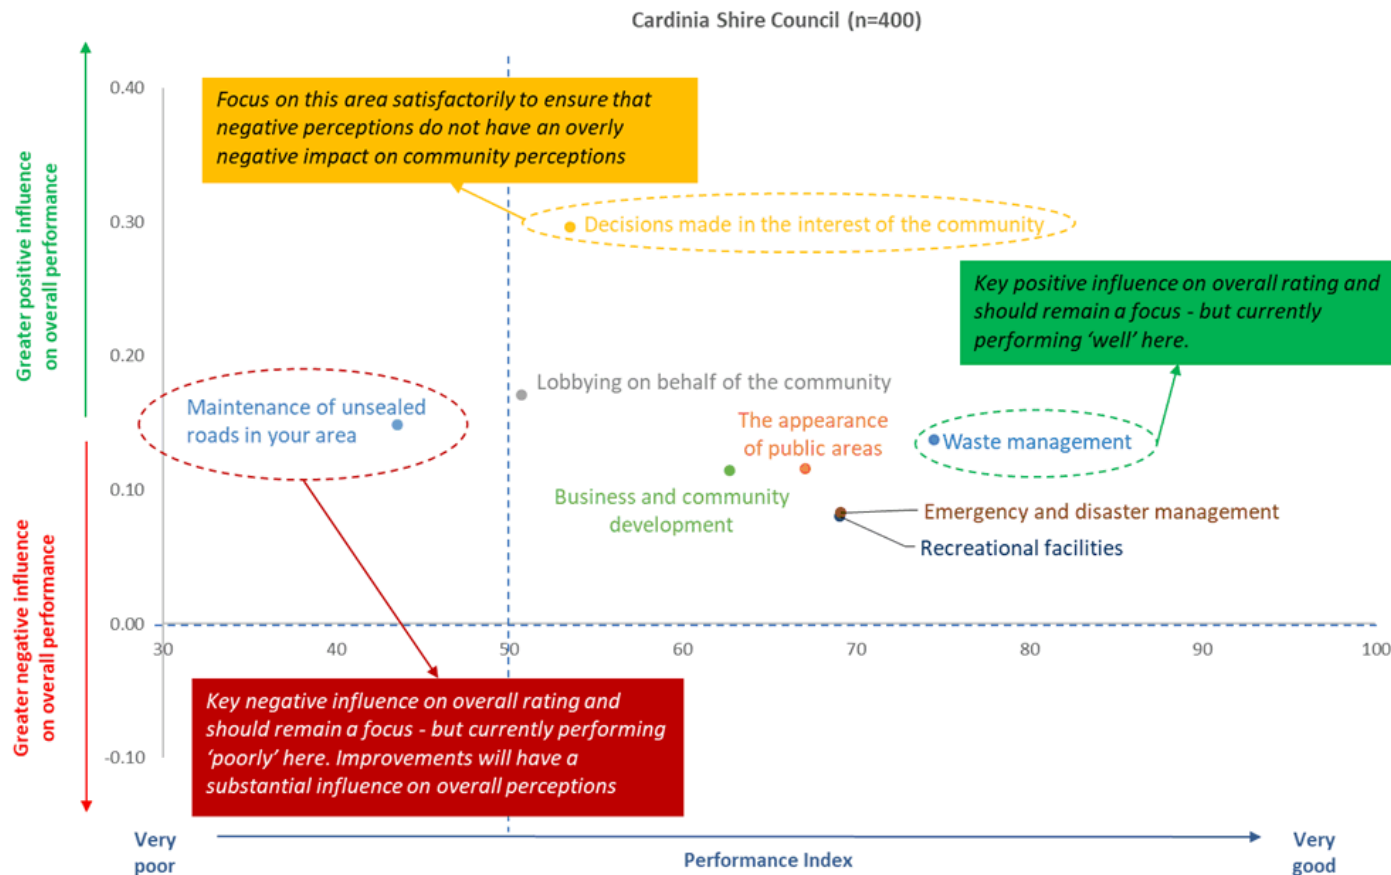 Cardinia Shire Council (n=400)
Greater positive influence
on overall performance
Greater negative influence
on overall performance
0.40
0.30
0.20
0.10
0.00
-0.10
Focus on this area satisfactorily to ensure that
negative perceptions do not have an overly
negative impact on community perceptions
Decisions made in the interest of the community
Key positive influence on overall rating and
should remain a focus - but currently
performing ‘well’ here.
Lobbying on behalf of the community
Maintenance of unsealed
roads in your area
The appearance
of public areas
Waste management
Business and community
development
Emergency and disaster management
Recreational facilities
30
40
50
60
70
80
90
100
Key negative influence on overall rating and
should remain a focus - but currently performing
‘poorly’ here. Improvements will have a
substantial influence on overall perceptions
Very
poor
Performance Index
Very
good